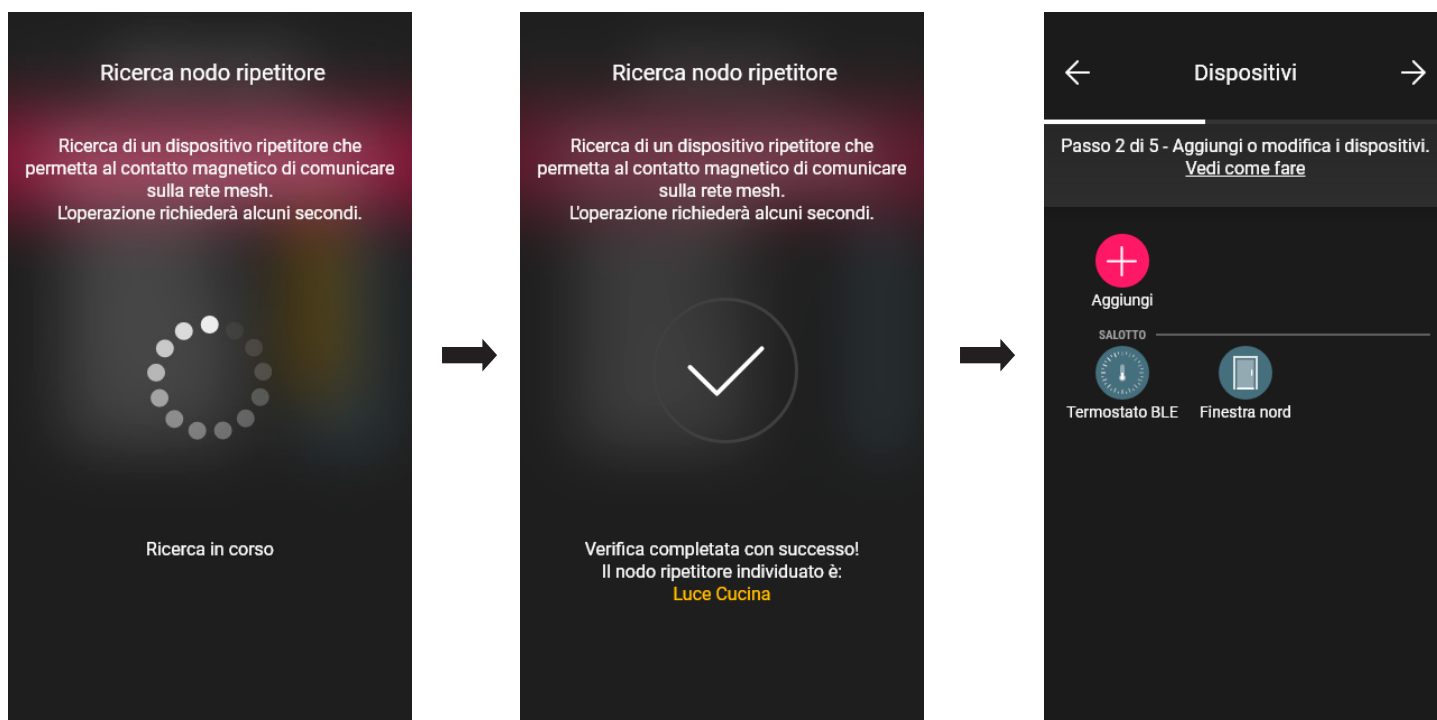 Ricerca nodo ripetitore
Ricerca di un dispositivo ripetitore che
permetta al contatto magnetico di comunicare
sulla rete mesh.
L'operazione richiederà alcuni secondi.
Ricerca in corso
Ricerca nodo ripetitore
Ricerca di un dispositivo ripetitore che
permetta al contatto magnetico di comunicare
sulla rete mesh.
L'operazione richiederà alcuni secondi.
Verifica completata con successo!
Il nodo ripetitore individuato è:
Luce Cucina
Dispositivi
Passo 2 di 5 - Aggiungi o modifica i dispositivi.
Vedi come fare
Aggiungi
SALOTTO
Termostato BLE Finestra nord